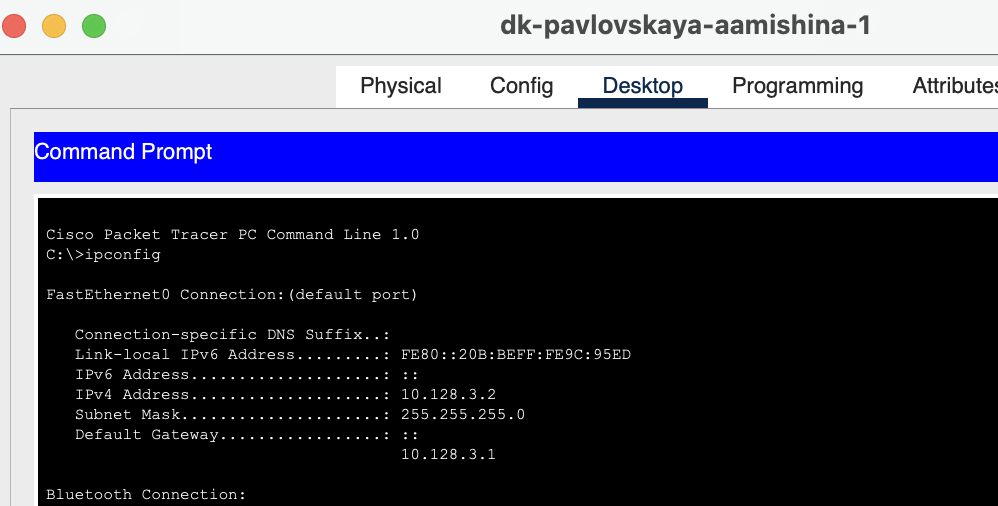 dk-pavlovskaya-aamishina-1
Physical Config Desktop Programming Attributes
Command Prompt
Cisco Packet Tracer PC Command Line 1.0
C:\>ipconfig
FastEthernet0 Connection:(default port)
Connection-specific DNS Suffix..:
Link-local IPv6 Address.........: FE80::20B:BEFF:FE9C:95ED
IPv6 Address....................: ::
IPv4 Address....................: 10.128.3.2
Subnet Mask.....................: 255.255.255.0
Default Gateway.................: ::
10.128.3.1
Bluetooth Connection: